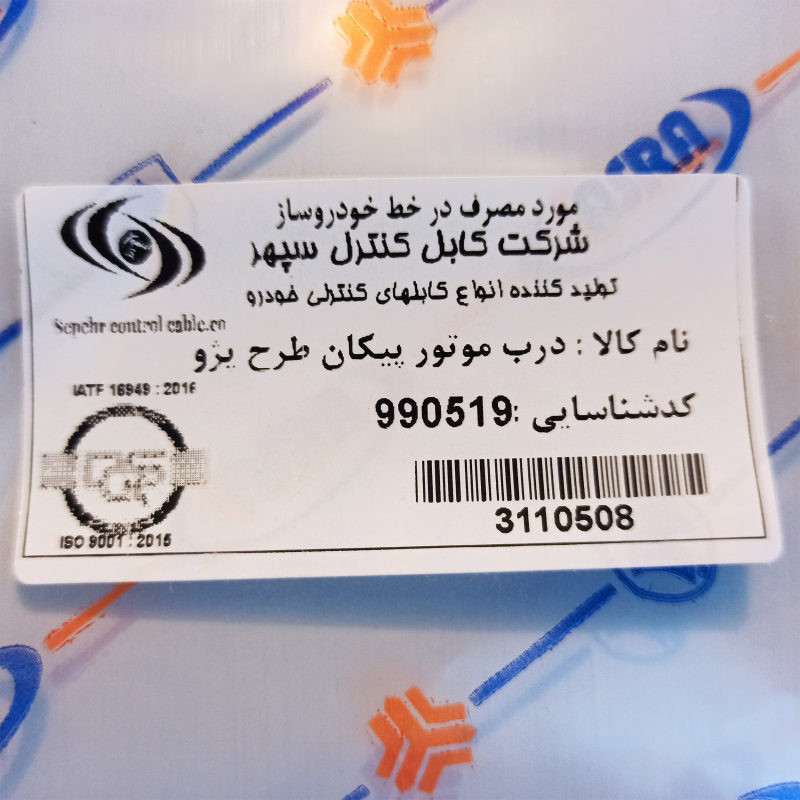 مورد مصرف در خط خودروساز
شرکت کابل کنترل سپهر
تولید کننده انواع کابلهای کنترلی خودرو
Sepehr control cable.co
نام کالا : درب موتور پیکان طرح پژو
IATF 16949 : 2016
کدشناسایی :990519
3110508
ISO 9001 : 2015